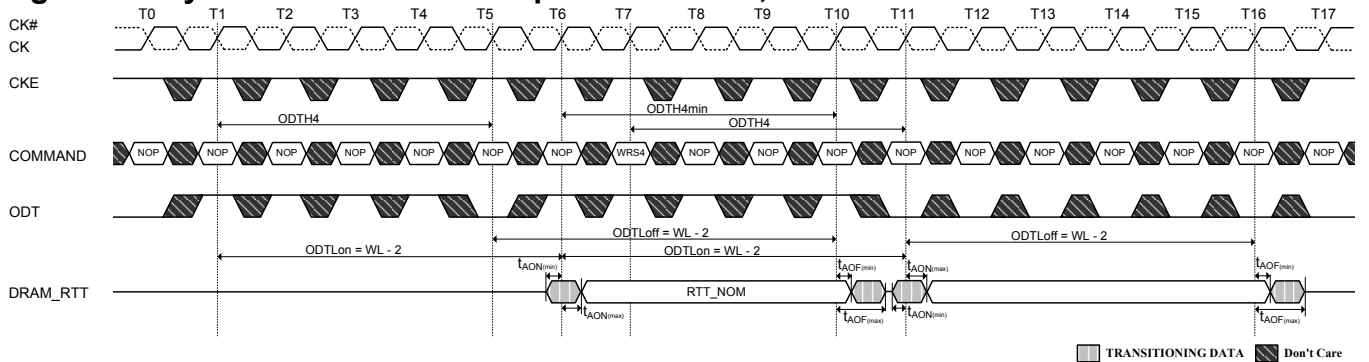 T0 T1 T2 T3 T4 T5 T6 T7 T8 T9 T10 T11 T12 T13 T14 T15 T16 T17
CK#
CK
CKE
ODTH4min
ODTH4 ODTH4
COMMAND NOP NOP NOP NOP NOP NOP NOP WRS4 NOP NOP NOP NOP NOP NOP NOP NOP NOP NOP
ODT
ODTLoff = WL - 2 ODTLoff = WL - 2
ODTLon = WL - 2 ODTLon = WL - 2
tAON(min) tAOF(min) tAON(max) tAOF(min)
DRAM_RTT RTT_NOM
tAON(max) tAOF(max) tAON(min) tAOF(max)
TRANSITIONING DATA Don't Care